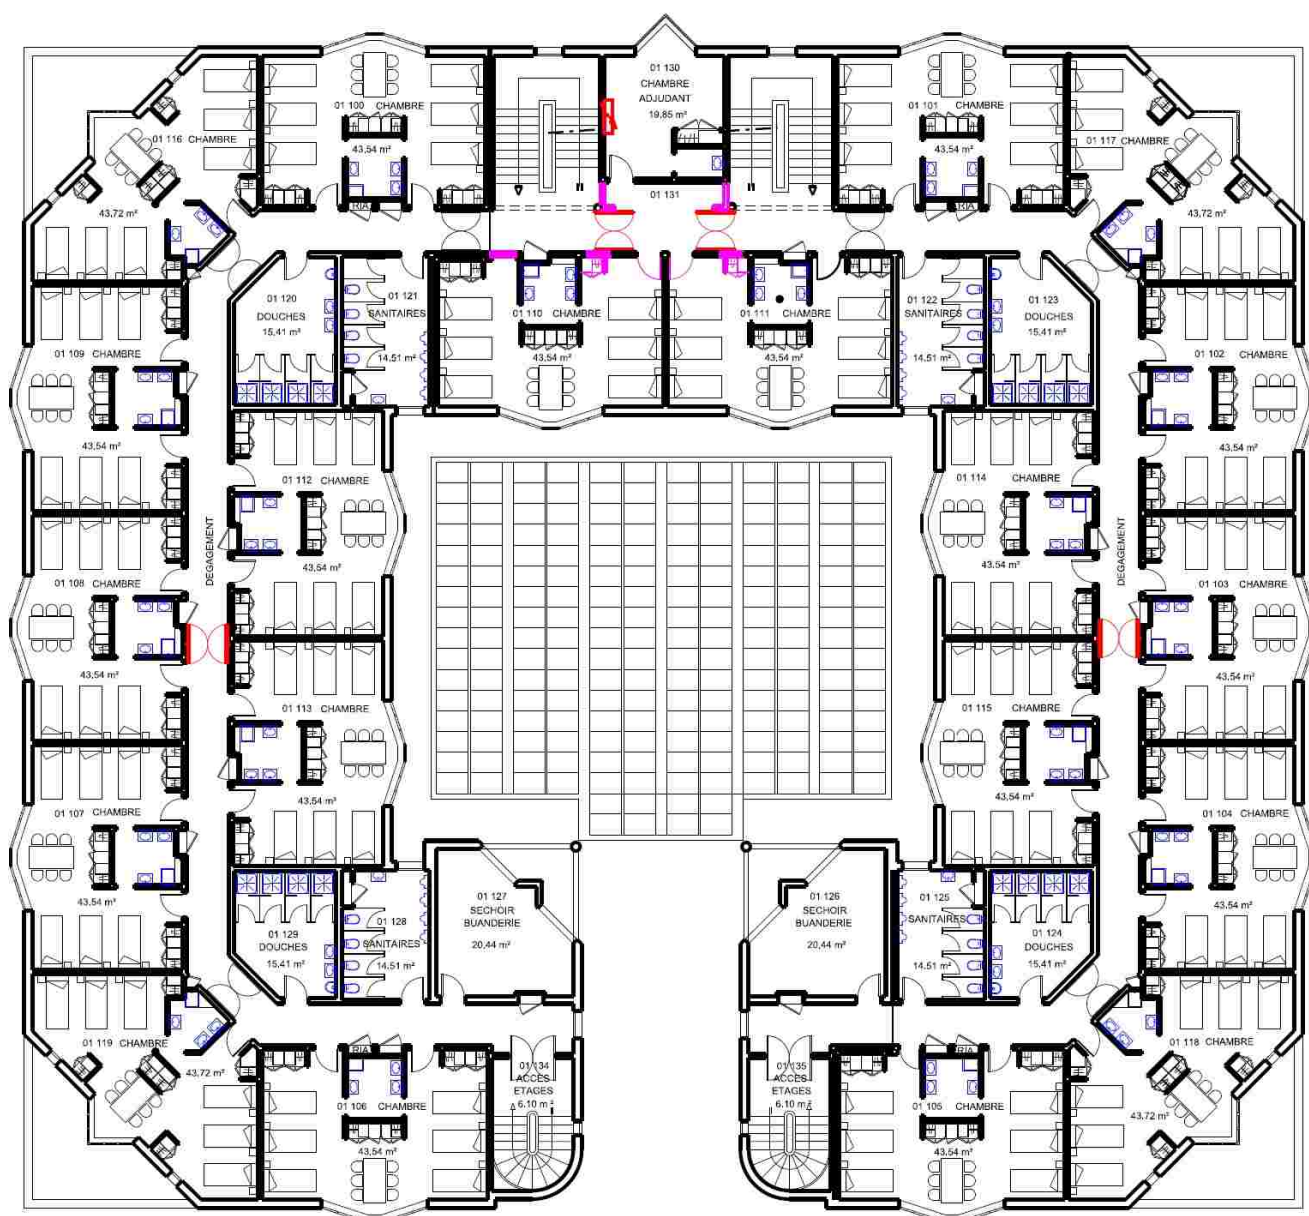 01 130
CHAMBRE
ADJUDANT
19,85 m²
01 100 CHAMBRE
43,54 m²
01 101 CHAMBRE
43,54 m²
01 116 CHAMBRE
43,72 m²
01 117 CHAMBRE
43,72 m²
01 131
RIA
RIA
01 120
DOUCHES
15,41 m²
01 121
SANITAIRES
14,51 m²
01 110 CHAMBRE
43,54 m²
01 111 CHAMBRE
43,54 m²
01 122
SANITAIRES
14,51 m²
01 123
DOUCHES
15,41 m²
01 109 CHAMBRE
43,54 m²
01 102
CHAMBRE
43,54 m²
01 112 CHAMBRE
43,54 m²
01 114 CHAMBRE
43,54 m²
DEGAGEMENT
DEGAGEMENT
01 108 CHAMBRE
43,54 m²
01 103
CHAMBRE
43,54 m²
01 113 CHAMBRE
43,54 m²
01 115 CHAMBRE
43,54 m²
01 107
CHAMBRE
43,54 m²
01 104
CHAMBRE
43,54 m²
01 127
SECHOIR
BUANDERIE
20,44 m²
01 126
SECHOIR
BUANDERIE
20,44 m²
01 129
DOUCHES
15,41 m²
01 128
SANITAIRES
14,51 m²
01 125
SANITAIRES
14,51 m²
01 124
DOUCHES
15,41 m²
01 119 CHAMBRE
43,72 m²
01 118 CHAMBRE
43,72 m²
RIA
RIA
01 134
ACCES
ETAGES
6.10 m²
01 135
ACCES
ETAGES
6.10 m²
01 106 CHAMBRE
43,54 m²
01 105 CHAMBRE
43,54 m²